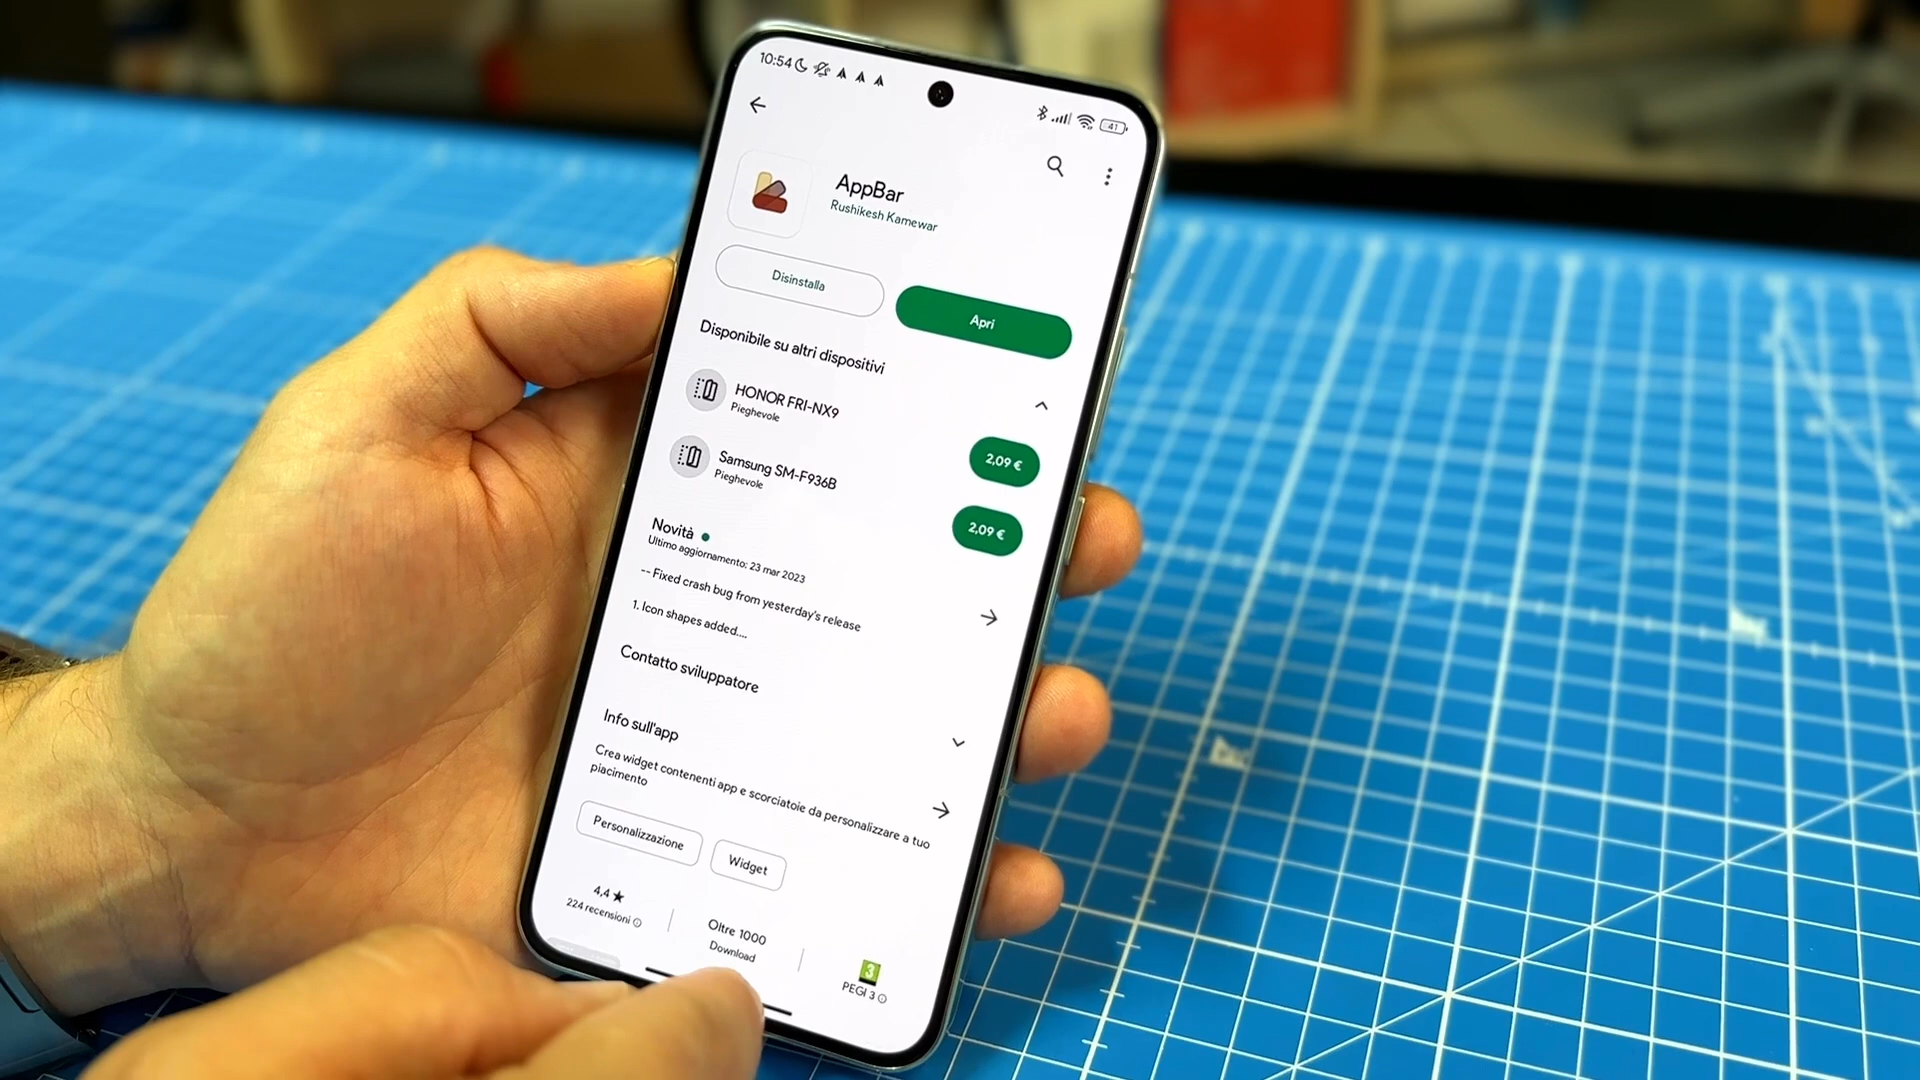 10:54
41
AppBar
Rushikesh Kamewar
Disinstalla
Apri
Disponibile su altri dispositivi
HONOR FRI-NX9
Pieghevole
2,09 €
Samsung SM-F936B
Pieghevole
2,09 €
Novità
Ultimo aggiornamento: 23 mar 2023
-- Fixed crash bug from yesterday's release
1. Icon shapes added....
Contatto sviluppatore
Info sull'app
Crea widget contenenti app e scorciatoie da personalizzare a tuo
piacimento
Personalizzazione
Widget
4,4 ★
224 recensioni
Oltre 1000
Download
3
PEGI 3